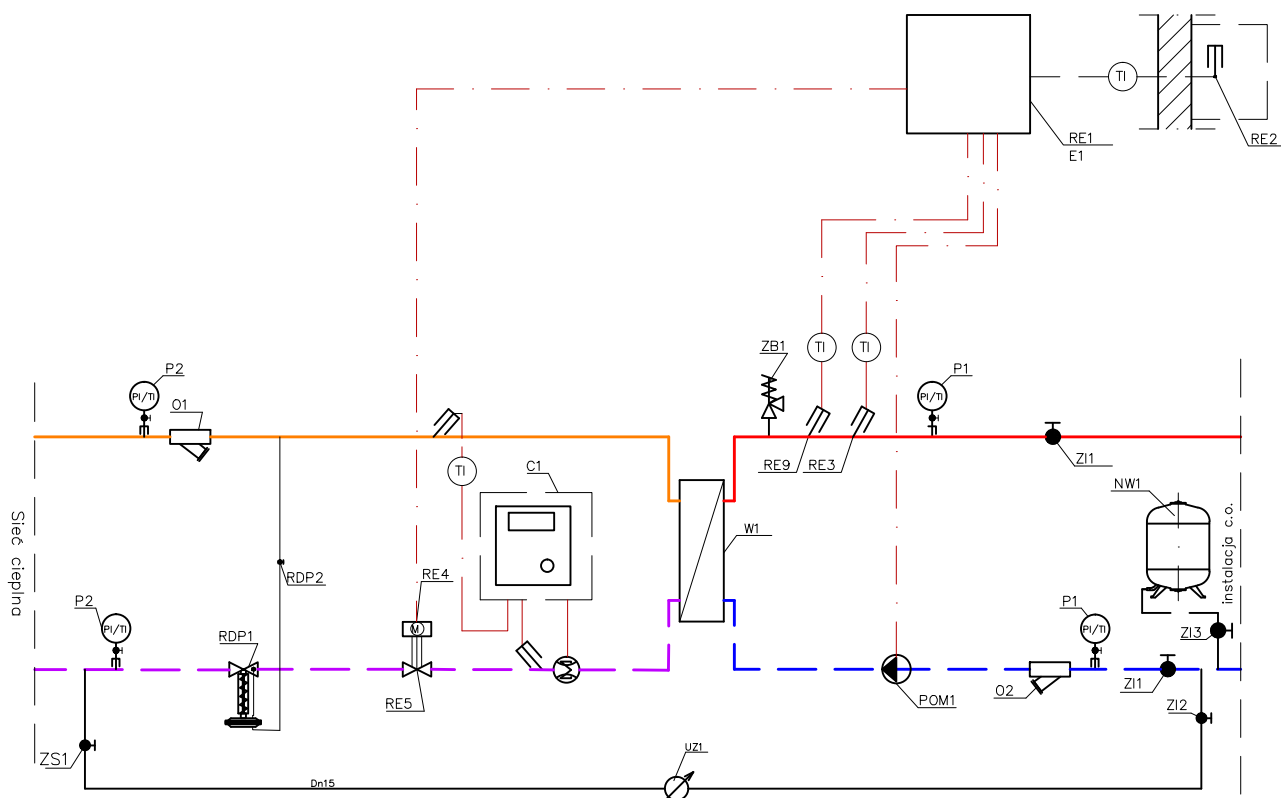 TI
RE1
E1
RE2
ZB1
TI
TI
P2
PI/TI
O1
P1
PI/TI
RE9
RE3
ZI1
TI
C1
NW1
W1
Sieć cieplna
instalacja c.o.
RDP2
RE4
M
P2
PI/TI
RDP1
P1
PI/TI
ZI3
RE5
POM1
O2
ZI1
ZI2
ZS1
UZ1
Dn15